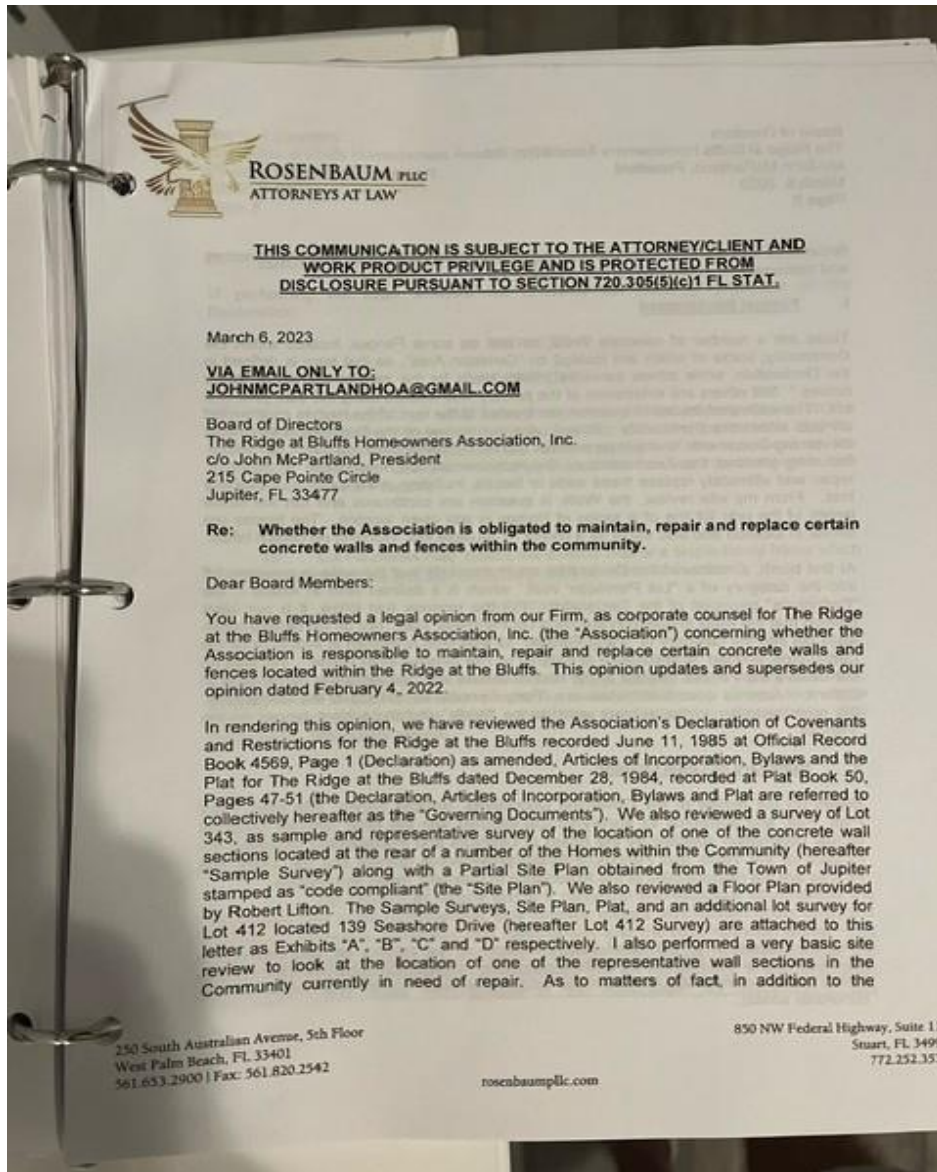 ROSENBAUM PLLC
ATTORNEYS AT LAW
THIS COMMUNICATION IS SUBJECT TO THE ATTORNEY/CLIENT AND
WORK PRODUCT PRIVILEGE AND IS PROTECTED FROM
DISCLOSURE PURSUANT TO SECTION 720.305(5)(c)1 FL STAT.
March 6, 2023
VIA EMAIL ONLY TO:
JOHNMCPARTLANDHOA@GMAIL.COM
Board of Directors
The Ridge at Bluffs Homeowners Association, Inc.
c/o John McPartland, President
215 Cape Pointe Circle
Jupiter, FL 33477
Re: Whether the Association is obligated to maintain, repair and replace certain
concrete walls and fences within the community.
Dear Board Members:
You have requested a legal opinion from our Firm, as corporate counsel for The Ridge
at the Bluffs Homeowners Association, Inc. (the "Association") concerning whether the
Association is responsible to maintain, repair and replace certain concrete walls and
fences located within the Ridge at the Bluffs. This opinion updates and supersedes our
opinion dated February 4, 2022.
In rendering this opinion, we have reviewed the Association's Declaration of Covenants
and Restrictions for the Ridge at the Bluffs recorded June 11, 1985 at Official Record
Book 4569, Page 1 (Declaration) as amended, Articles of Incorporation, Bylaws and the
Plat for The Ridge at the Bluffs dated December 28, 1984, recorded at Plat Book 50,
Pages 47-51 (the Declaration, Articles of Incorporation, Bylaws and Plat are referred to
collectively hereafter as the "Governing Documents"). We also reviewed a survey of Lot
343, as sample and representative survey of the location of one of the concrete wall
sections located at the rear of a number of the Homes within the Community (hereafter
"Sample Survey") along with a Partial Site Plan obtained from the Town of Jupiter
stamped as "code compliant" (the "Site Plan"). We also reviewed a Floor Plan provided
by Robert Lifton. The Sample Surveys, Site Plan, Plat, and an additional lot survey for
Lot 412 located 139 Seashore Drive (hereafter Lot 412 Survey) are attached to this
letter as Exhibits "A", "B", "C" and "D" respectively. I also performed a very basic site
review to look at the location of one of the representative wall sections in the
Community currently in need of repair. As to matters of fact, in addition to the
250 South Australian Avenue, 5th Floor
West Palm Beach, FL 33401
561.653.2900 | Fax: 561.820.2542
rosenbaumpllc.com
850 NW Federal Highway, Suite
Stuart, FL
772.252.